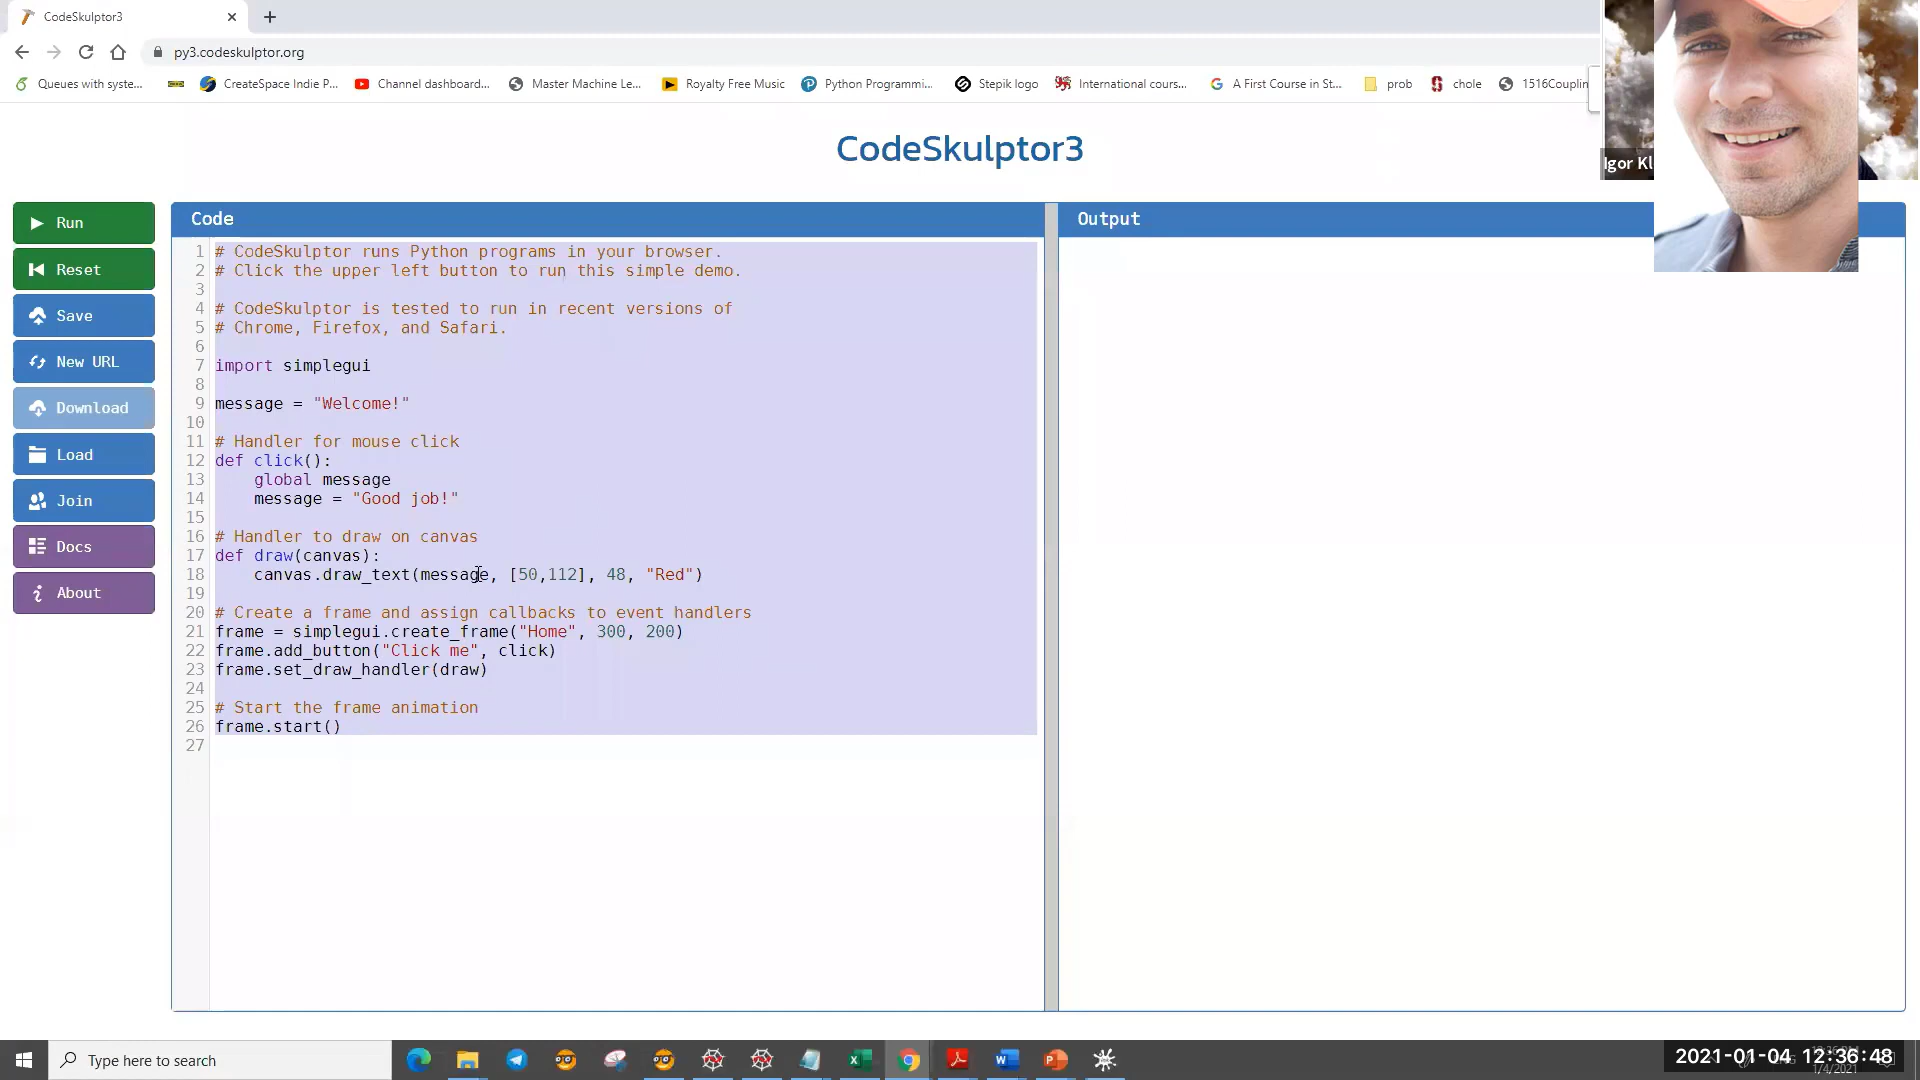 CodeSkulptor3
py3.codeskulptor.org
Queues with syste...
CreateSpace Indie P...
Channel dashboard...
Master Machine Le...
Royalty Free Music
Python Programmi...
Stepik logo
International cours...
A First Course in St...
prob
chole
1516Couplin
Igor Kl
CodeSkulptor3
Run
Reset
Save
New URL
Download
Load
Join
Docs
About
Code
1 # CodeSkulptor runs Python programs in your browser.
2 # Click the upper left button to run this simple demo.
3
4 # CodeSkulptor is tested to run in recent versions of
5 # Chrome, Firefox, and Safari.
6
7 import simplegui
8
9 message = "Welcome!"
10
11 # Handler for mouse click
12 def click():
13     global message
14     message = "Good job!"
15
16 # Handler to draw on canvas
17 def draw(canvas):
18     canvas.draw_text(message, [50,112], 48, "Red")
19
20 # Create a frame and assign callbacks to event handlers
21 frame = simplegui.create_frame("Home", 300, 200)
22 frame.add_button("Click me", click)
23 frame.set_draw_handler(draw)
24
25 # Start the frame animation
26 frame.start()
27
Output
Type here to search
2021-01-04 12:36:48
1/4/2021